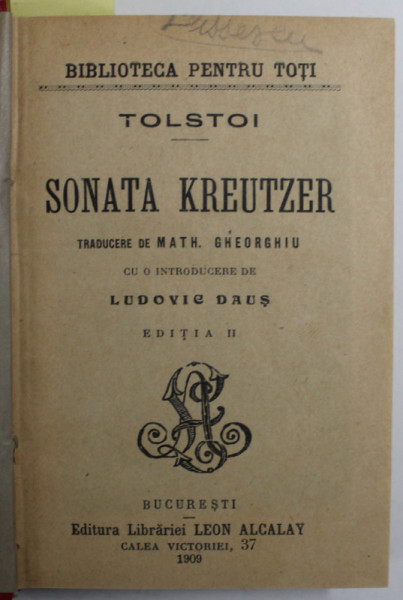 BIBLIOTECA PENTRU TOȚI
TOLSTOI
SONATA KREUTZER
TRADUCERE DE MATH. GHEORGHIU
CU O INTRODUCERE DE
LUDOVIC DAUȘ
EDIȚIA II
BUCUREȘTI
Editura Librăriei LEON ALCALAY
CALEA VICTORIEI, 37
1909